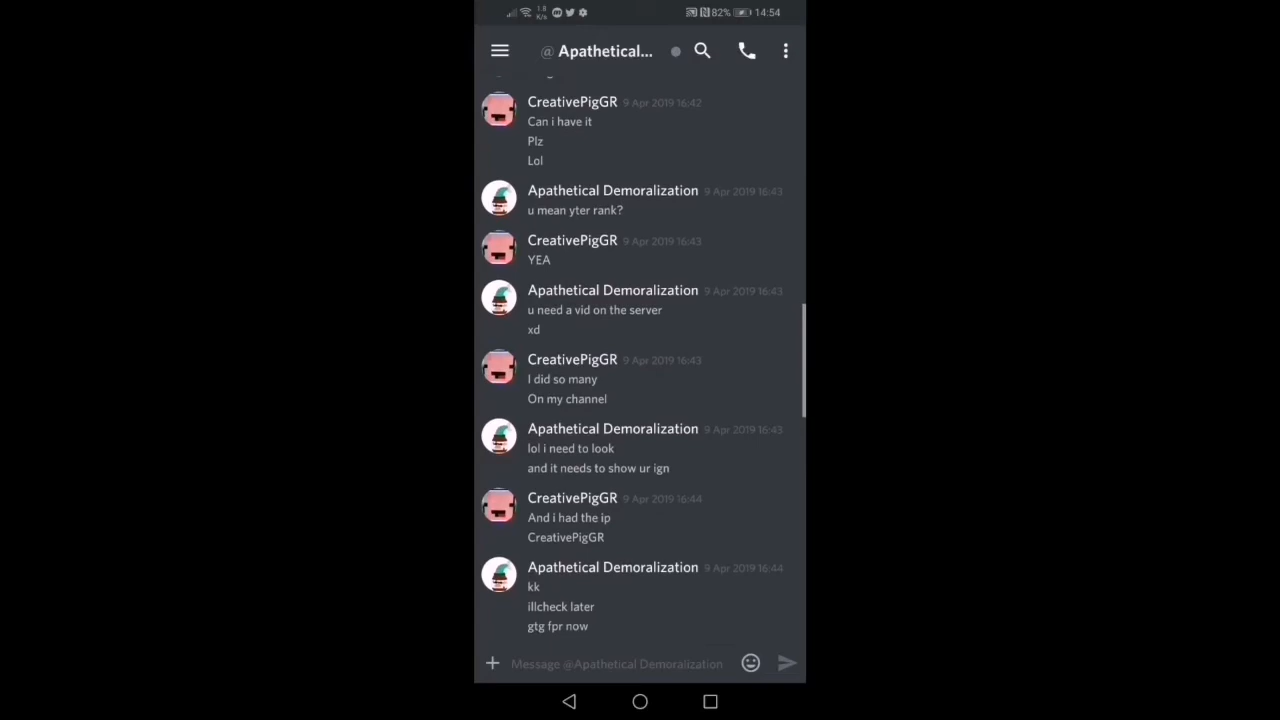 1.8
K/s
82%
14:54
@ Apathetical...
CreativePigGR 9 Apr 2019 16:42
Can i have it
Plz
Lol
Apathetical Demoralization 9 Apr 2019 16:43
u mean yter rank?
CreativePigGR 9 Apr 2019 16:43
YEA
Apathetical Demoralization 9 Apr 2019 16:43
u need a vid on the server
xd
CreativePigGR 9 Apr 2019 16:43
I did so many
On my channel
Apathetical Demoralization 9 Apr 2019 16:43
lol i need to look
and it needs to show ur ign
CreativePigGR 9 Apr 2019 16:44
And i had the ip
CreativePigGR
Apathetical Demoralization 9 Apr 2019 16:44
kk
illcheck later
gtg fpr now
Message @Apathetical Demoralization